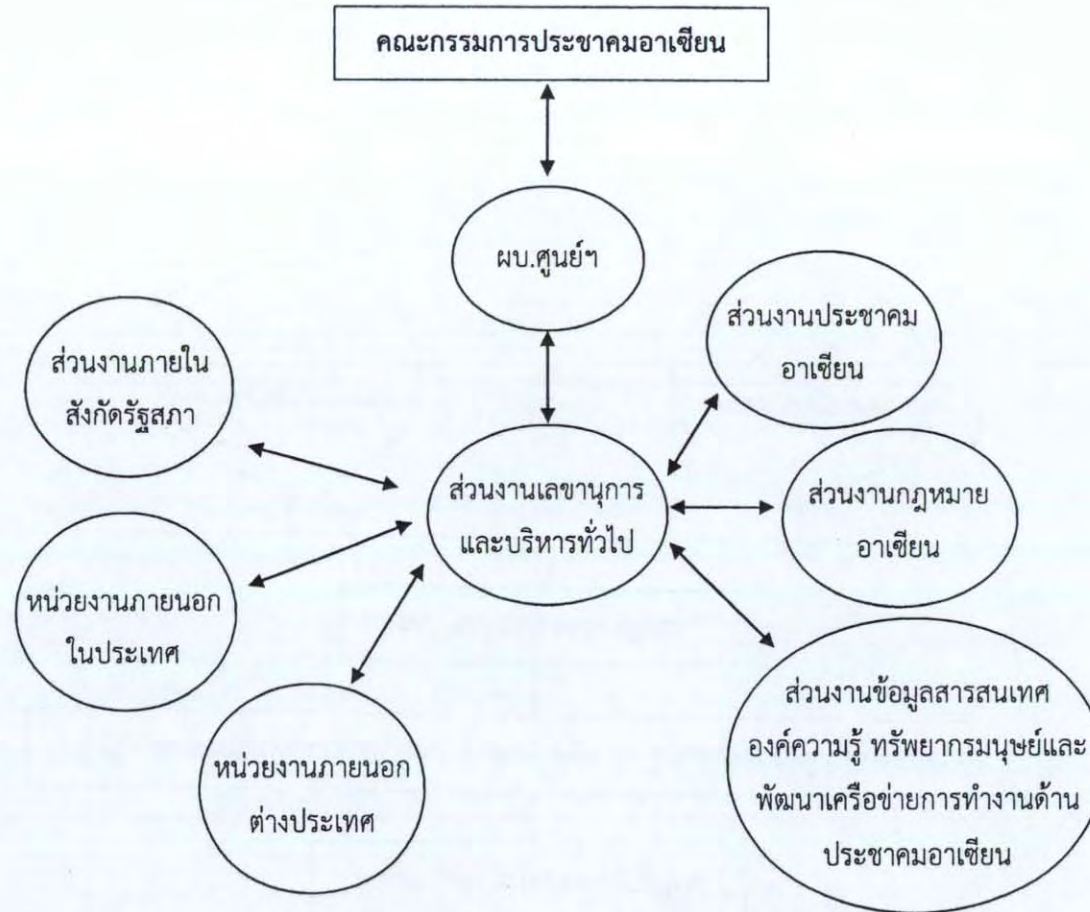 คณะกรรมการประชาคมอาเซียน
ผบ.ศูนย์ฯ
ส่วนงานประชาคม
อาเซียน
ส่วนงานภายใน
สังกัดรัฐสภา
ส่วนงานเลขานุการ
และบริหารทั่วไป
ส่วนงานกฎหมาย
อาเซียน
หน่วยงานภายนอก
ในประเทศ
ส่วนงานข้อมูลสารสนเทศ
องค์ความรู้ ทรัพยากรมนุษย์และ
พัฒนาเครือข่ายการทำงานด้าน
ประชาคมอาเซียน
หน่วยงานภายนอก
ต่างประเทศ